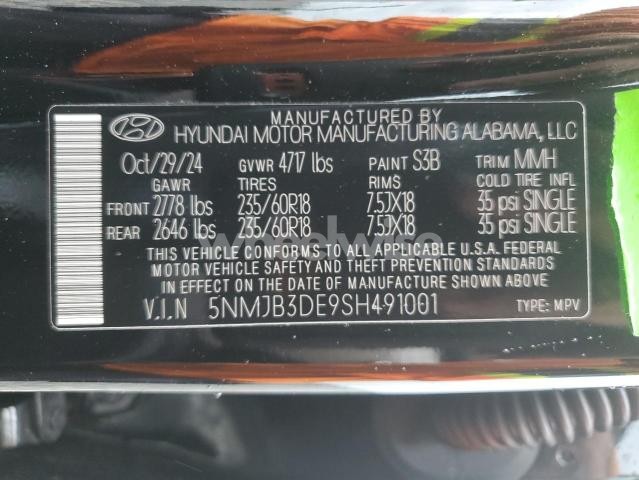 MANUFACTURED BY
HYUNDAI MOTOR MANUFACTURING ALABAMA, LLC
Oct/29/24 GVWR 4717 lbs PAINT S3B TRIM MMH
GAWR TIRES RIMS COLD TIRE INFL
FRONT 2778 lbs 235/60R18 7.5JX18 35 psi SINGLE
REAR 2646 lbs 235/60R18 7.5JX18 35 psi SINGLE
THIS VEHICLE CONFORMS TO ALL APPLICABLE U.S.A. FEDERAL
MOTOR VEHICLE SAFETY AND THEFT PREVENTION STANDARDS
IN EFFECT ON THE DATE OF MANUFACTURE SHOWN ABOVE.
V.I.N 5NMJB3DE9SH491001 TYPE: MPV